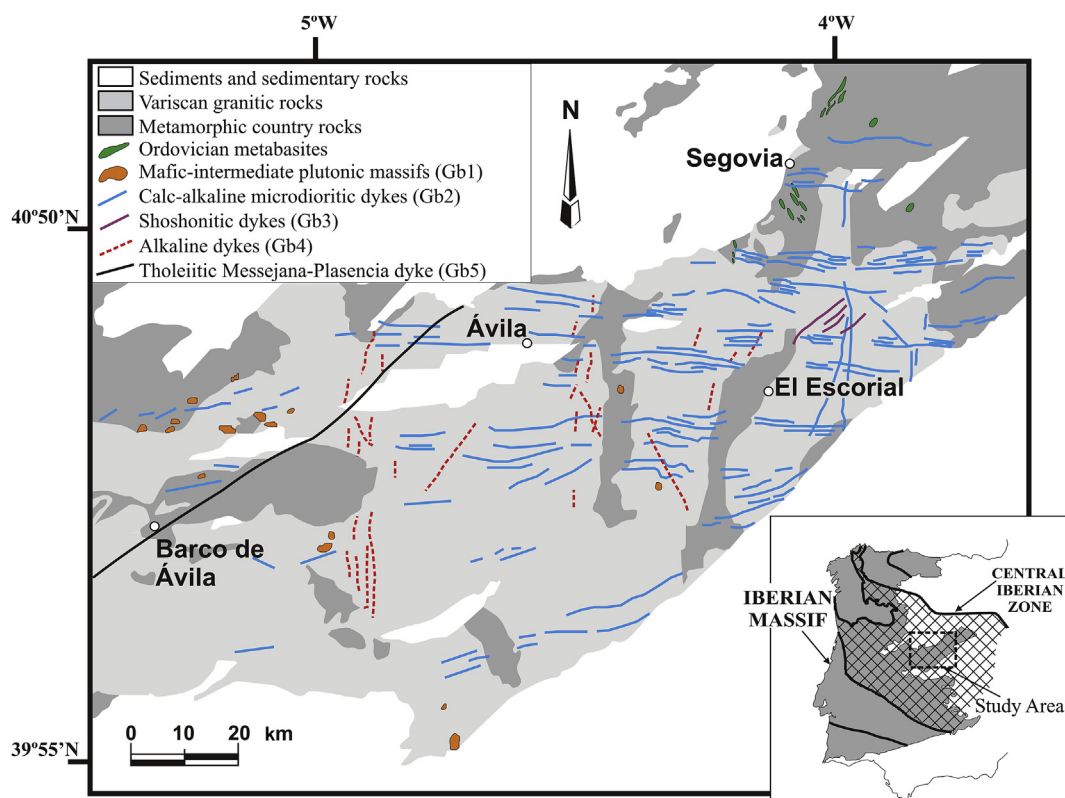 5ºW
4ºW
Sediments and sedimentary rocks
Variscan granitic rocks
Metamorphic country rocks
Ordovician metabasites
Mafic-intermediate plutonic massifs (Gb1)
Calc-alkaline microdioritic dykes (Gb2)
Shoshonitic dykes (Gb3)
Alkaline dykes (Gb4)
Tholeiitic Messejana-Plasencia dyke (Gb5)
N
Segovia
40º50'N
Ávila
El Escorial
Barco de
Ávila
CENTRAL
IBERIAN
ZONE
IBERIAN
MASSIF
Study Area
0 10 20 km
39º55'N